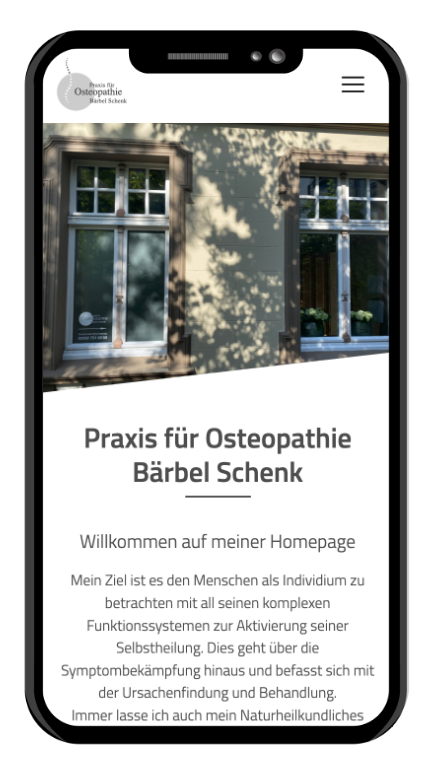 Praxis für
Osteopathie
Bärbel Schenk
Praxis für Osteopathie
Bärbel Schenk
Willkommen auf meiner Homepage
Mein Ziel ist es den Menschen als Individium zu
betrachten mit all seinen komplexen
Funktionssystemen zur Aktivierung seiner
Selbstheilung. Dies geht über die
Symptombekämpfung hinaus und befasst sich mit
der Ursachenfindung und Behandlung.
Immer lasse ich auch mein Naturheilkundliches